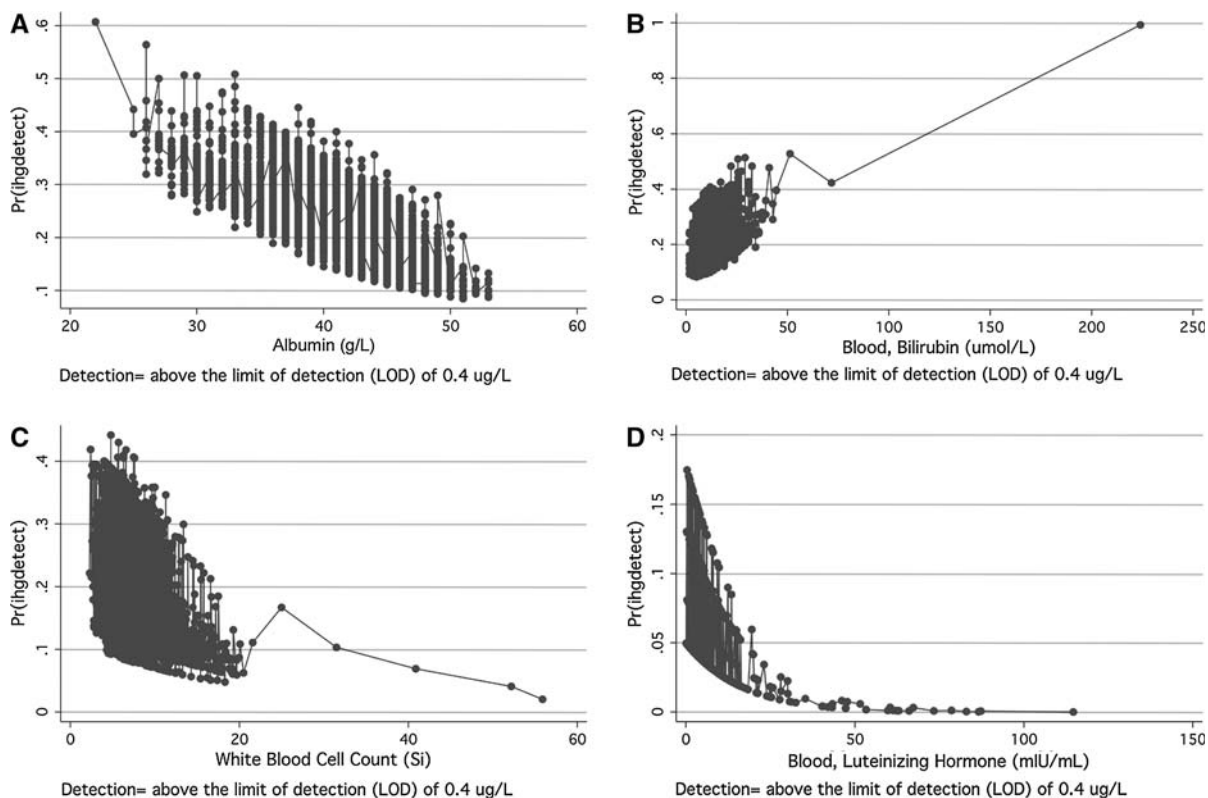 A
Pr(ihgdetect)
.6
.5
.4
.3
.2
.1
20 30 40 50 60
Albumin (g/L)
Detection= above the limit of detection (LOD) of 0.4 ug/L
B
Pr(ihgdetect)
1
.8
.6
.4
.2
0
0 50 100 150 200 250
Blood, Bilirubin (umol/L)
Detection= above the limit of detection (LOD) of 0.4 ug/L
C
Pr(ihgdetect)
.4
.3
.2
.1
0
0 20 40 60
White Blood Cell Count (Si)
Detection= above the limit of detection (LOD) of 0.4 ug/L
D
Pr(ihgdetect)
.2
.15
.1
.05
0
0 50 100 150
Blood, Luteinizing Hormone (mIU/mL)
Detection= above the limit of detection (LOD) of 0.4 ug/L